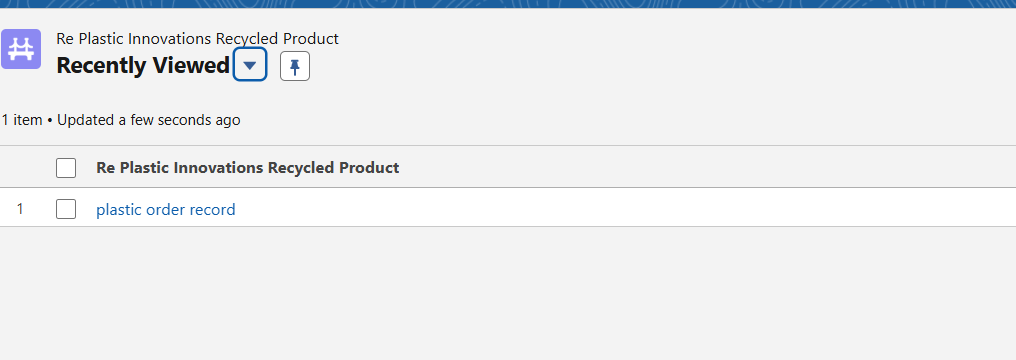 Re Plastic Innovations Recycled Product
Recently Viewed
1 item • Updated a few seconds ago
Re Plastic Innovations Recycled Product
1 plastic order record